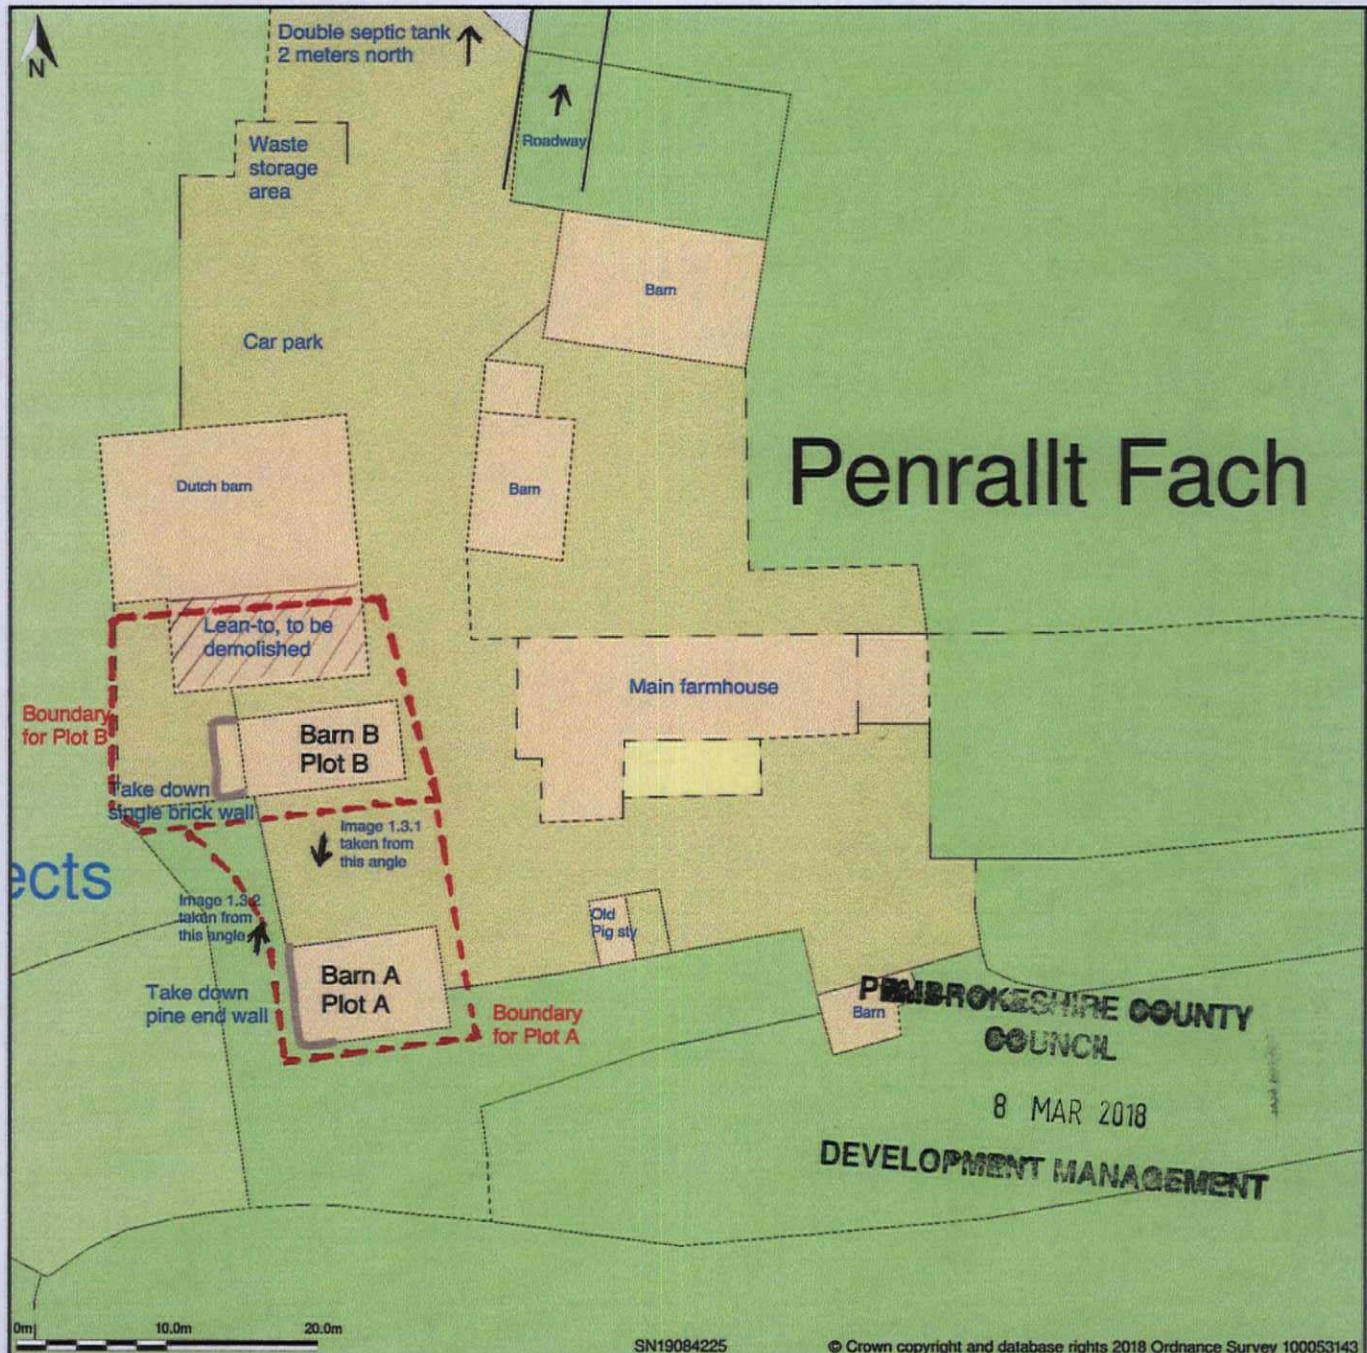 Double septic tank
2 meters north
N
Roadway
Waste
storage
area
Barn
Car park
Penrallt Fach
Dutch barn
Barn
Lean-to, to be
demolished
Main farmhouse
Boundary
for Plot B
Barn B
Plot B
Take down
single brick wall
Image 1.3.1
taken from
this angle
ects
Image 1.3.2
taken from
this angle
Old
Pig sty
Barn A
Plot A
Take down
pine end wall
Boundary
for Plot A
Barn
PEMBROKESHIRE COUNTY
COUNCIL
8 MAR 2018
DEVELOPMENT MANAGEMENT
0m 10.0m 20.0m
SN19084225
© Crown copyright and database rights 2018 Ordnance Survey 100053143